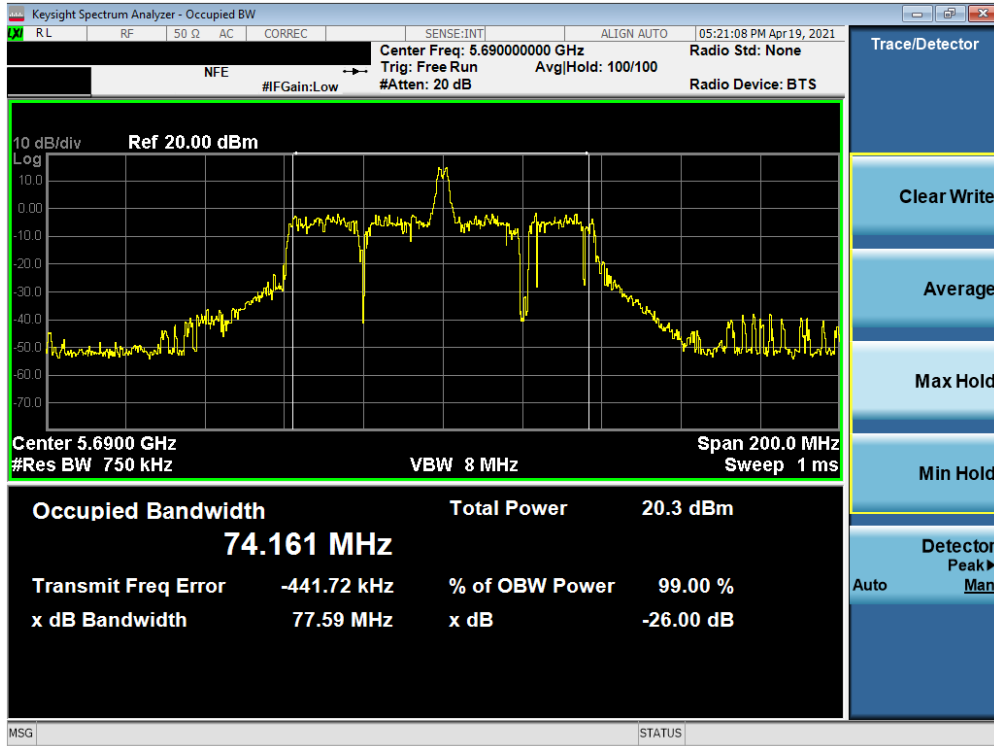 Keysight Spectrum Analyzer - Occupied BW
LXI RL RF 50 Ω AC CORREC SENSE:INT ALIGN AUTO 05:21:08 PM Apr 19, 2021
Center Freq: 5.690000000 GHz Radio Std: None
NFE Trig: Free Run Avg|Hold: 100/100
#IFGain:Low #Atten: 20 dB Radio Device: BTS
10 dB/div Ref 20.00 dBm
Log
10.0
0.00
-10.0
-20.0
-30.0
-40.0
-50.0
-60.0
-70.0
Center 5.6900 GHz Span 200.0 MHz
#Res BW 750 kHz VBW 8 MHz Sweep 1 ms
Occupied Bandwidth Total Power 20.3 dBm
74.161 MHz
Transmit Freq Error -441.72 kHz % of OBW Power 99.00 %
x dB Bandwidth 77.59 MHz x dB -26.00 dB
MSG STATUS
Trace/Detector
Clear Write
Average
Max Hold
Min Hold
Detector
Peak▶
Auto Man